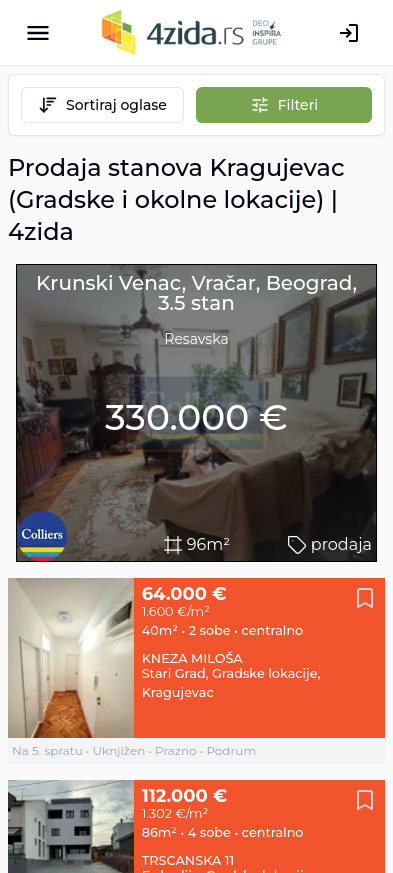 4zida.rs DEO INSPIRA GRUPE
Sortiraj oglase
Filteri
Prodaja stanova Kragujevac
(Gradske i okolne lokacije) |
4zida
Krunski Venac, Vračar, Beograd,
3.5 stan
Resavska
Colliers
330.000 €
Colliers
96m²
prodaja
64.000 €
1.600 €/m²
40m² • 2 sobe • centralno
KNEZA MILOŠA
Stari Grad, Gradske lokacije,
Kragujevac
Na 5. spratu • Uknjižen • Prazno • Podrum
112.000 €
1.302 €/m²
86m² • 4 sobe • centralno
TRSCANSKA 11